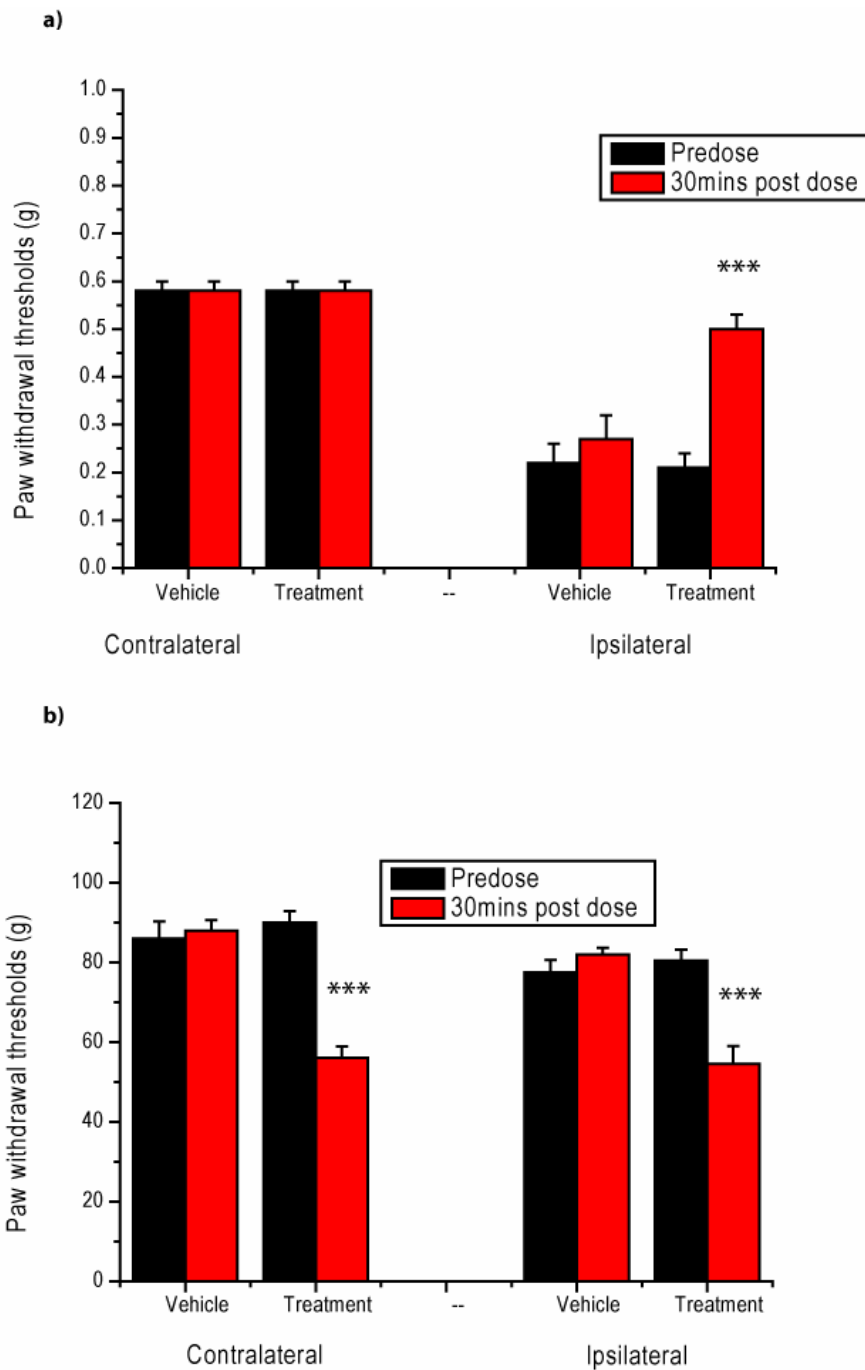 a)
Paw withdrawal thresholds (g)
1.0
0.9
0.8
0.7
0.6
0.5
0.4
0.3
0.2
0.1
0.0
Predose
30mins post dose
***
Vehicle Treatment -- Vehicle Treatment
Contralateral Ipsilateral
b)
Paw withdrawal thresholds (g)
120
100
80
60
40
20
0
Predose
30mins post dose
*** ***
Vehicle Treatment -- Vehicle Treatment
Contralateral Ipsilateral